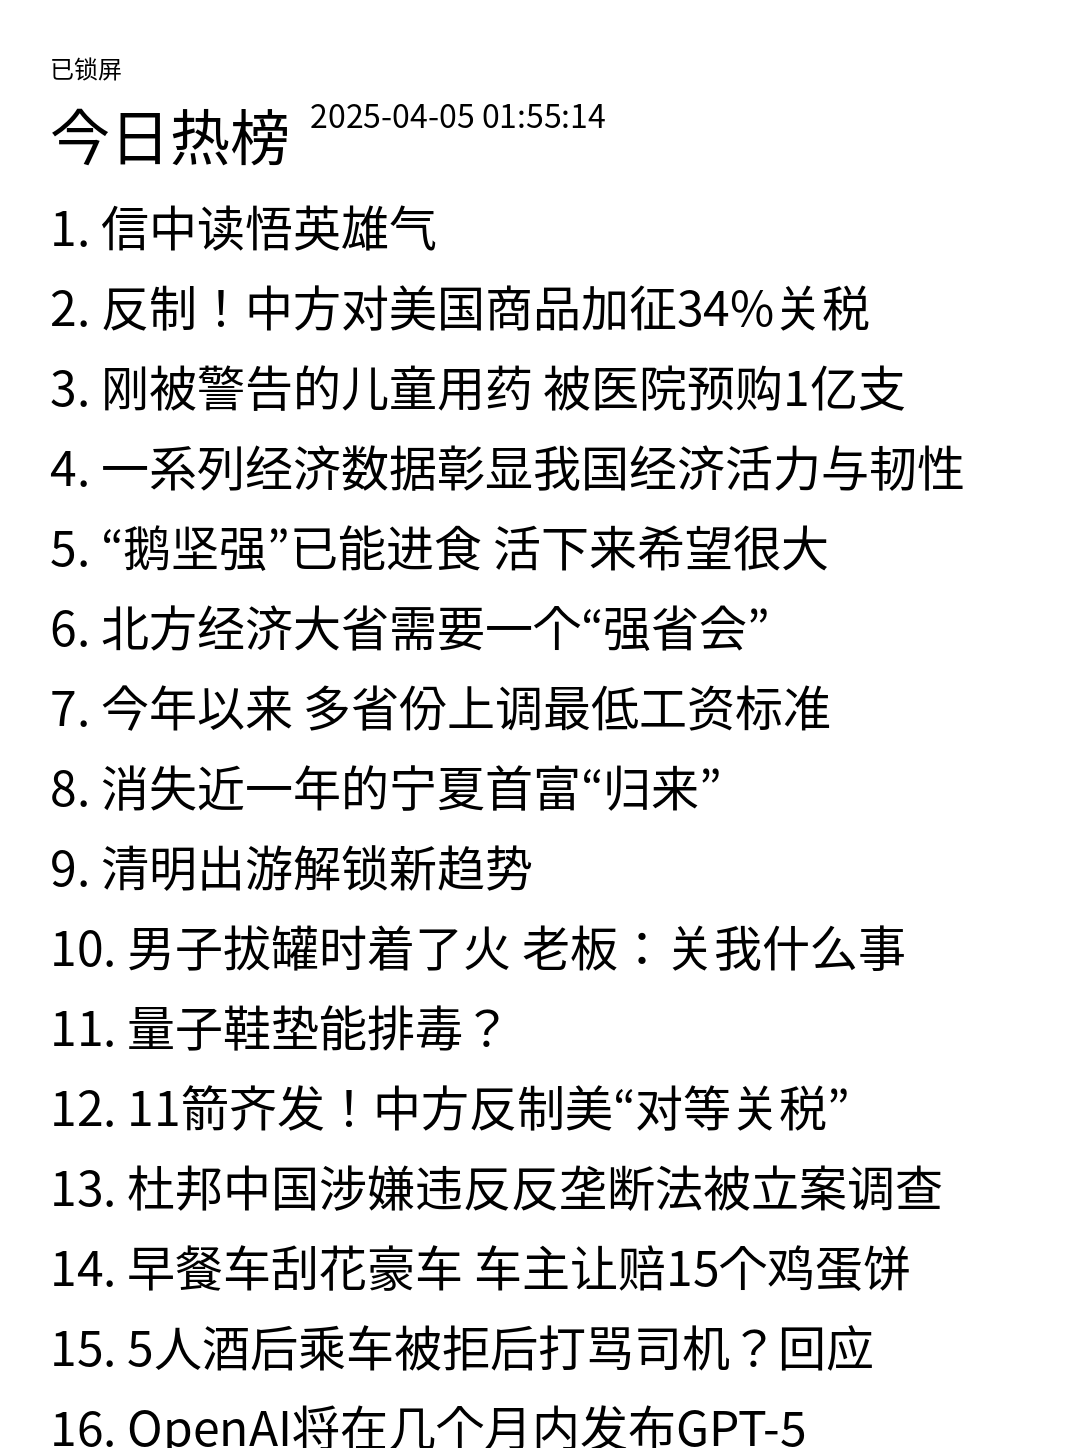 已锁屏
今日热榜 2025-04-05 01:55:14
1. 信中读悟英雄气
2. 反制！中方对美国商品加征34%关税
3. 刚被警告的儿童用药 被医院预购1亿支
4. 一系列经济数据彰显我国经济活力与韧性
5. “鹅坚强”已能进食 活下来希望很大
6. 北方经济大省需要一个“强省会”
7. 今年以来 多省份上调最低工资标准
8. 消失近一年的宁夏首富“归来”
9. 清明出游解锁新趋势
10. 男子拔罐时着了火 老板：关我什么事
11. 量子鞋垫能排毒？
12. 11箭齐发！中方反制美“对等关税”
13. 杜邦中国涉嫌违反反垄断法被立案调查
14. 早餐车刮花豪车 车主让赔15个鸡蛋饼
15. 5人酒后乘车被拒后打骂司机？回应
16. OpenAI将在几个月内发布GPT-5